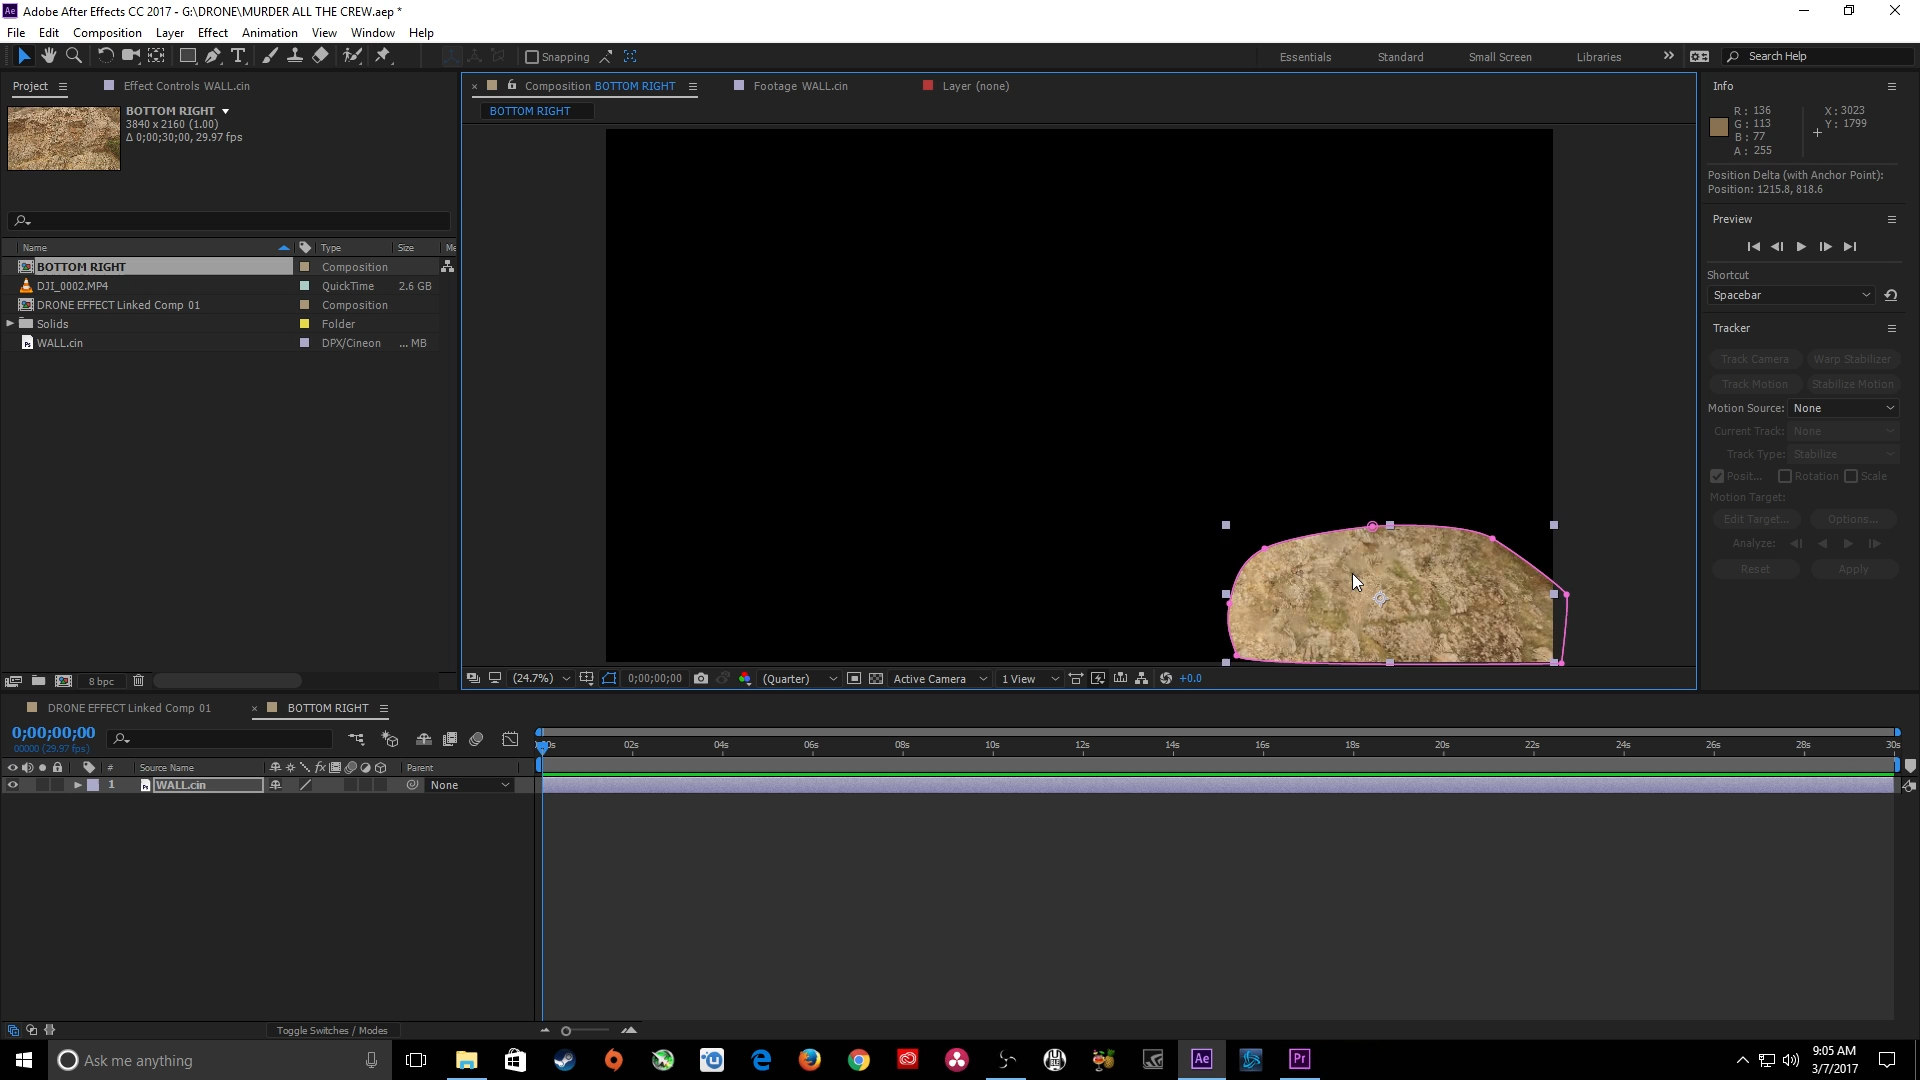 Adobe After Effects CC 2017 - G:\DRONE\MURDER ALL THE CREW.aep *
File Edit Composition Layer Effect Animation View Window Help
Snapping
Essentials Standard Small Screen Libraries Search Help
Project Effect Controls WALL.cin
BOTTOM RIGHT
3840 x 2160 (1.00)
Δ 0;00;30;00, 29.97 fps
Name Type Size Me
BOTTOM RIGHT Composition
DJI_0002.MP4 QuickTime 2.6 GB
DRONE EFFECT Linked Comp 01 Composition
Solids Folder
WALL.cin DPX/Cineon ... MB
8 bpc
Composition BOTTOM RIGHT Footage WALL.cin Layer (none)
BOTTOM RIGHT
(24.7%) 0;00;00;00 (Quarter) Active Camera 1 View +0.0
Info
R: 136 X: 3023
G: 113 Y: 1799
B: 77
A: 255
Position Delta (with Anchor Point):
Position: 1215.8, 818.6
Preview
Shortcut
Spacebar
Tracker
Track Camera Warp Stabilizer
Track Motion Stabilize Motion
Motion Source: None
Current Track: None
Track Type: Stabilize
Posit... Rotation Scale
Motion Target:
Edit Target... Options...
Analyze:
Reset Apply
DRONE EFFECT Linked Comp 01 BOTTOM RIGHT
0;00;00;00
00000 (29.97 fps)
02s 04s 06s 08s 10s 12s 14s 16s 18s 20s 22s 24s 26s 28s 30s
# Source Name fx Parent
1 WALL.cin None
Toggle Switches / Modes
Ask me anything
Ae Pr
9:05 AM
3/7/2017